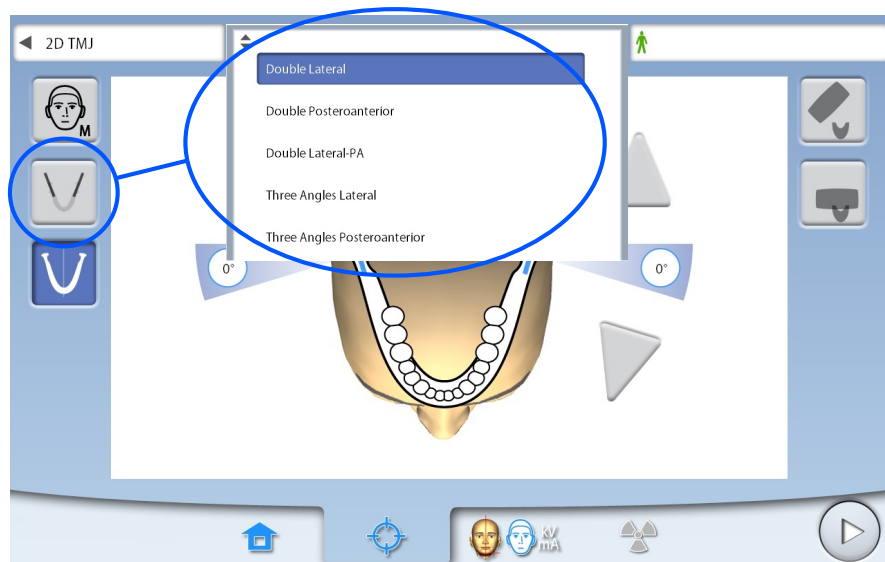 2D TMJ
Double Lateral
Double Posteroanterior
Double Lateral-PA
Three Angles Lateral
Three Angles Posteroanterior
M
0°
0°
kV
mA